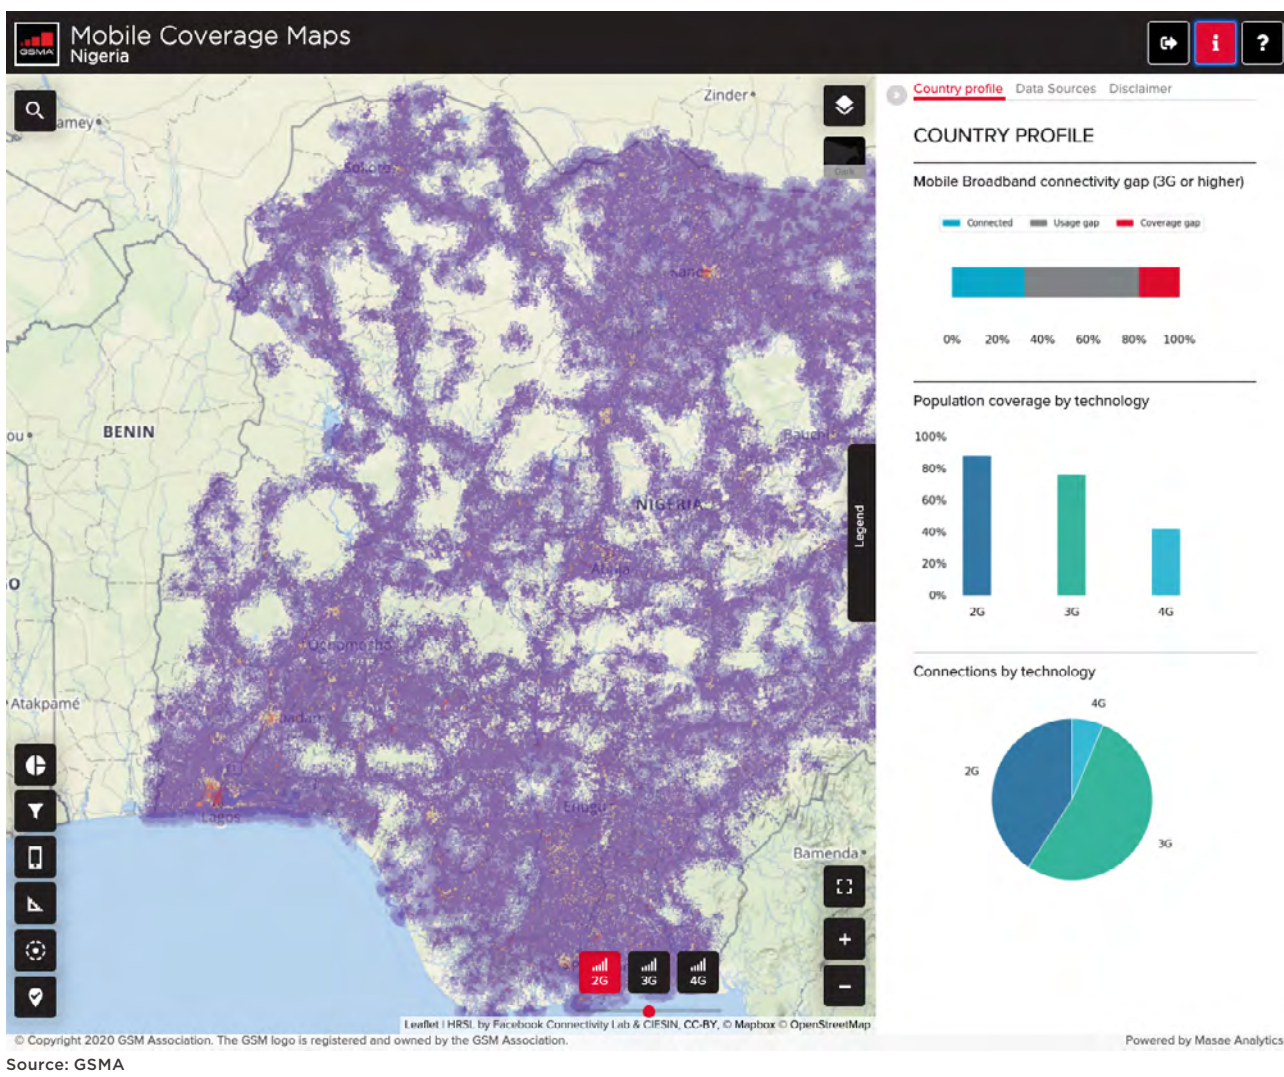 GSMA
Mobile Coverage Maps
Nigeria
i
?
Country profile Data Sources Disclaimer
COUNTRY PROFILE
Mobile Broadband connectivity gap (3G or higher)
Connected Usage gap Coverage gap
0% 20% 40% 60% 80% 100%
Population coverage by technology
100%
80%
60%
40%
20%
0%
2G 3G 4G
Connections by technology
4G
2G
3G
Zinder
amey
Dark
Kano
BENIN
ou
Bauchi
NIGERIA
Legend
Abuja
O
Ogbomosho
Atakpamé
Ibadan
Enugu
Lagos
Bamenda
2G 3G 4G
+
−
Leaflet | HRSL by Facebook Connectivity Lab & CIESIN, CC-BY, © Mapbox © OpenStreetMap
© Copyright 2020 GSM Association. The GSM logo is registered and owned by the GSM Association.
Powered by Masae Analytics
Source: GSMA